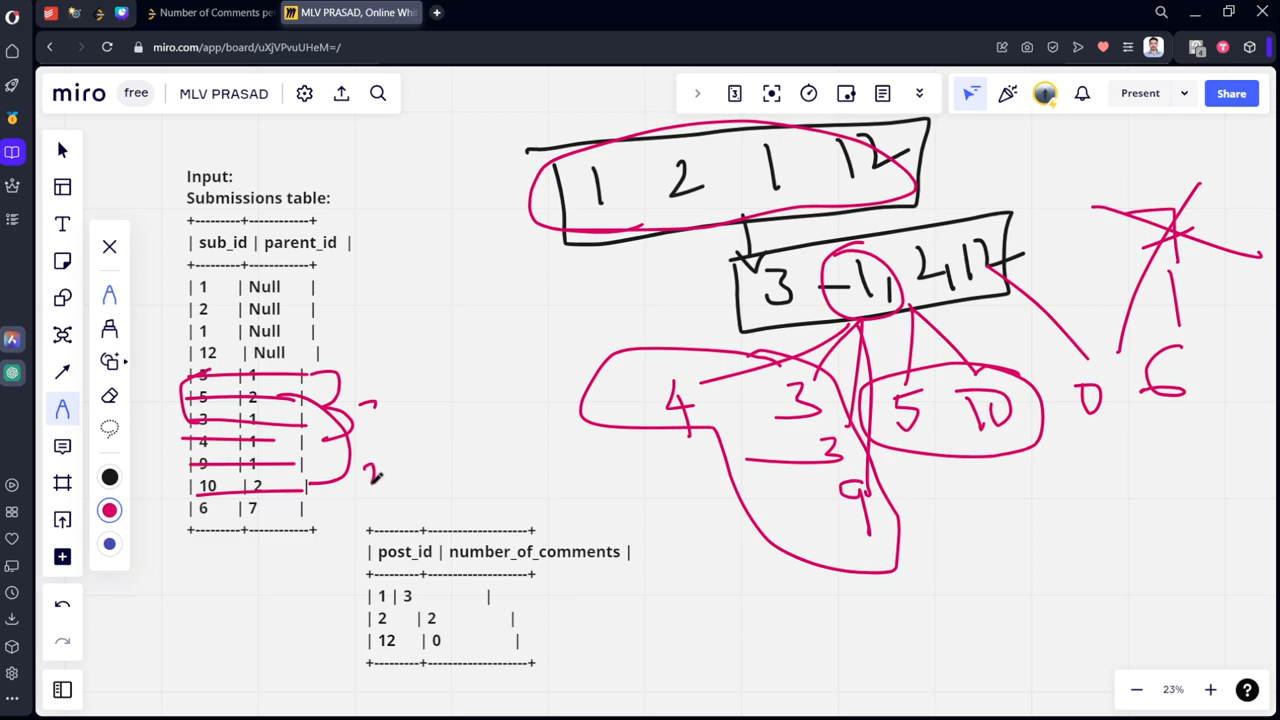 Number of Comments pe
MLV PRASAD, Online Whi
miro.com/app/board/uXjVPvuUHeM=/
miro free MLV PRASAD
3
Present
Share
Input:
Submissions table:
+---------+------------+
| sub_id | parent_id |
+---------+------------+
| 1 | Null |
| 2 | Null |
| 1 | Null |
| 12 | Null |
| 3 | 1 |
| 5 | 2 |
| 3 | 1 |
| 4 | 1 |
| 9 | 1 |
| 10 | 2 |
| 6 | 7 |
+---------+------------+
+---------+--------------------+
| post_id | number_of_comments |
+---------+--------------------+
| 1 | 3 |
| 2 | 2 |
| 12 | 0 |
+---------+--------------------+
1 2 1 12
3 - 1, 2, 12
4 3 5 10 0 6
3
9
2
23%